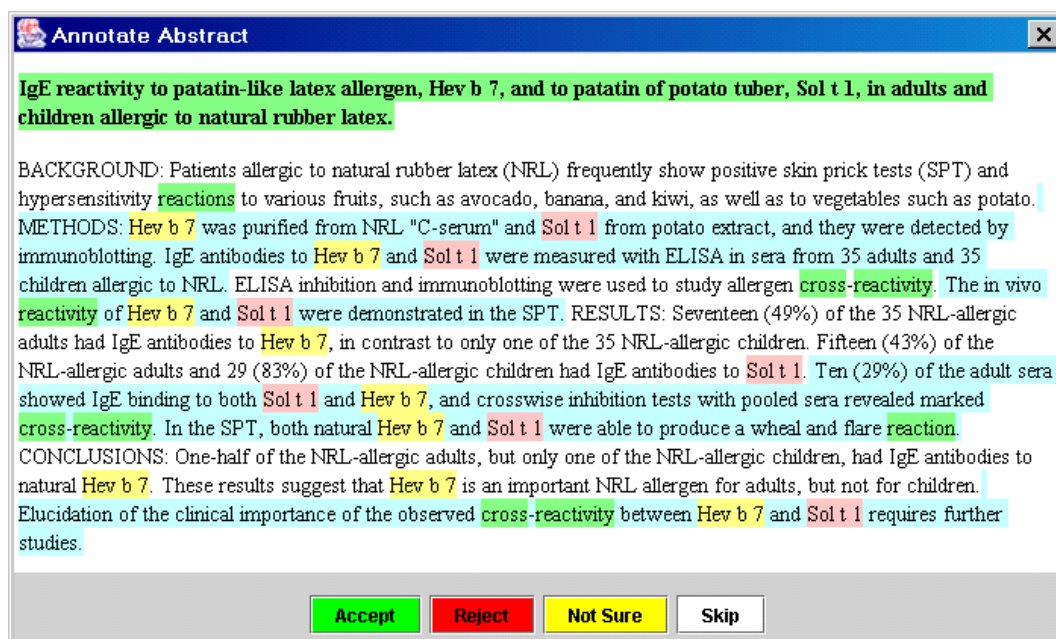 Annotate Abstract
IgE reactivity to patatin-like latex allergen, Hev b 7, and to patatin of potato tuber, Sol t 1, in adults and
children allergic to natural rubber latex.
BACKGROUND: Patients allergic to natural rubber latex (NRL) frequently show positive skin prick tests (SPT) and
hypersensitivity reactions to various fruits, such as avocado, banana, and kiwi, as well as to vegetables such as potato.
METHODS: Hev b 7 was purified from NRL "C-serum" and Sol t 1 from potato extract, and they were detected by
immunoblotting. IgE antibodies to Hev b 7 and Sol t 1 were measured with ELISA in sera from 35 adults and 35
children allergic to NRL. ELISA inhibition and immunoblotting were used to study allergen cross-reactivity. The in vivo
reactivity of Hev b 7 and Sol t 1 were demonstrated in the SPT. RESULTS: Seventeen (49%) of the 35 NRL-allergic
adults had IgE antibodies to Hev b 7, in contrast to only one of the 35 NRL-allergic children. Fifteen (43%) of the
NRL-allergic adults and 29 (83%) of the NRL-allergic children had IgE antibodies to Sol t 1. Ten (29%) of the adult sera
showed IgE binding to both Sol t 1 and Hev b 7, and crosswise inhibition tests with pooled sera revealed marked
cross-reactivity. In the SPT, both natural Hev b 7 and Sol t 1 were able to produce a wheal and flare reaction.
CONCLUSIONS: One-half of the NRL-allergic adults, but only one of the NRL-allergic children, had IgE antibodies to
natural Hev b 7. These results suggest that Hev b 7 is an important NRL allergen for adults, but not for children.
Elucidation of the clinical importance of the observed cross-reactivity between Hev b 7 and Sol t 1 requires further
studies.
Accept Reject Not Sure Skip